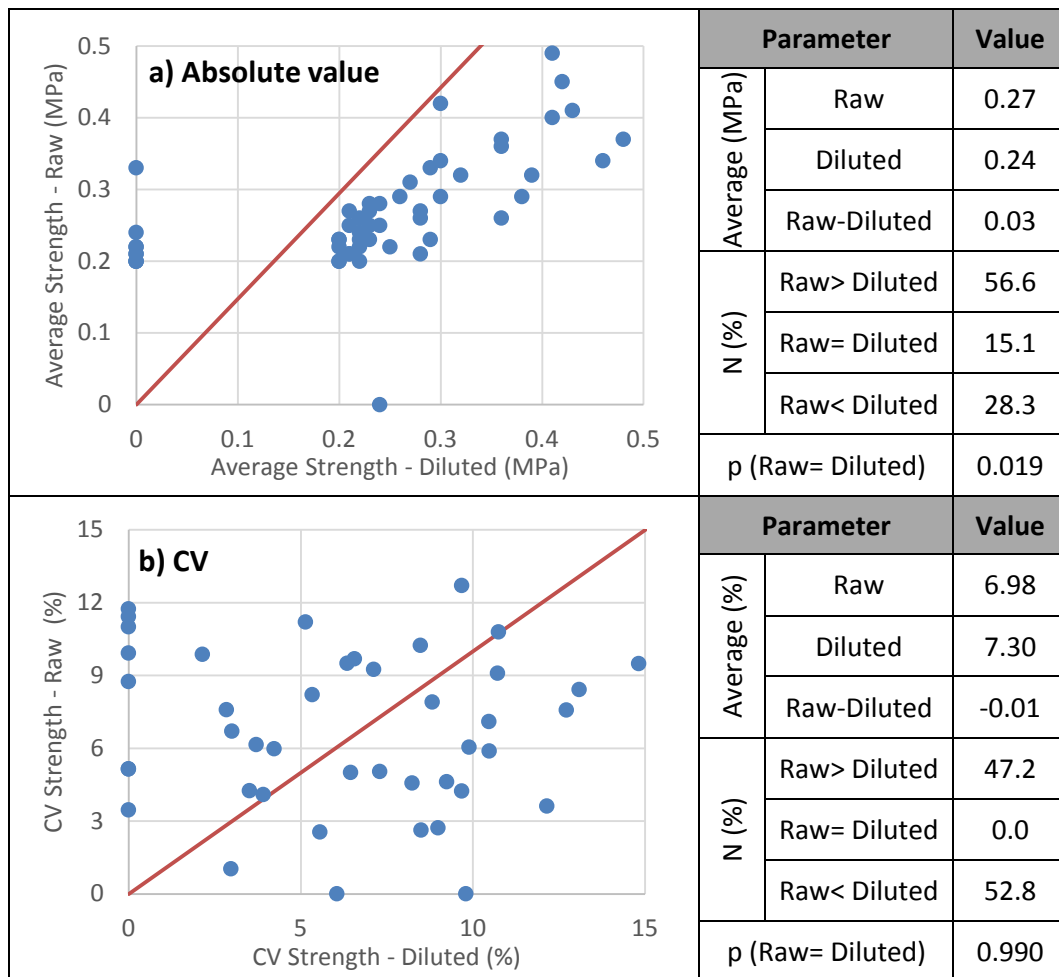 a) Absolute value
Average Strength - Raw (MPa)
0.5
0.4
0.3
0.2
0.1
0
0
0.1
0.2
0.3
0.4
0.5
Average Strength - Diluted (MPa)
Parameter Value
Average (MPa)
Raw 0.27
Diluted 0.24
Raw-Diluted 0.03
N (%)
Raw> Diluted 56.6
Raw= Diluted 15.1
Raw< Diluted 28.3
p (Raw= Diluted) 0.019
b) CV
CV Strength - Raw (%)
15
12
9
6
3
0
0
5
10
15
CV Strength - Diluted (%)
Parameter Value
Average (%)
Raw 6.98
Diluted 7.30
Raw-Diluted -0.01
N (%)
Raw> Diluted 47.2
Raw= Diluted 0.0
Raw< Diluted 52.8
p (Raw= Diluted) 0.990